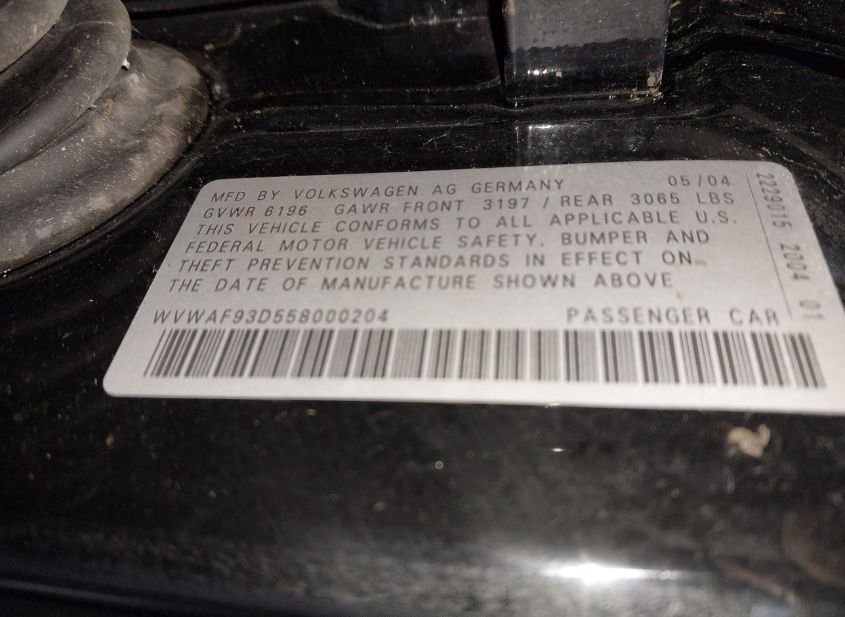 MFD BY VOLKSWAGEN AG GERMANY 05/04
GVWR 6196 GAWR FRONT 3197 / REAR 3065 LBS
THIS VEHICLE CONFORMS TO ALL APPLICABLE U.S.
FEDERAL MOTOR VEHICLE SAFETY, BUMPER AND
THEFT PREVENTION STANDARDS IN EFFECT ON
THE DATE OF MANUFACTURE SHOWN ABOVE
WVWAF93D558000204 PASSENGER CAR
2229015 2004 01